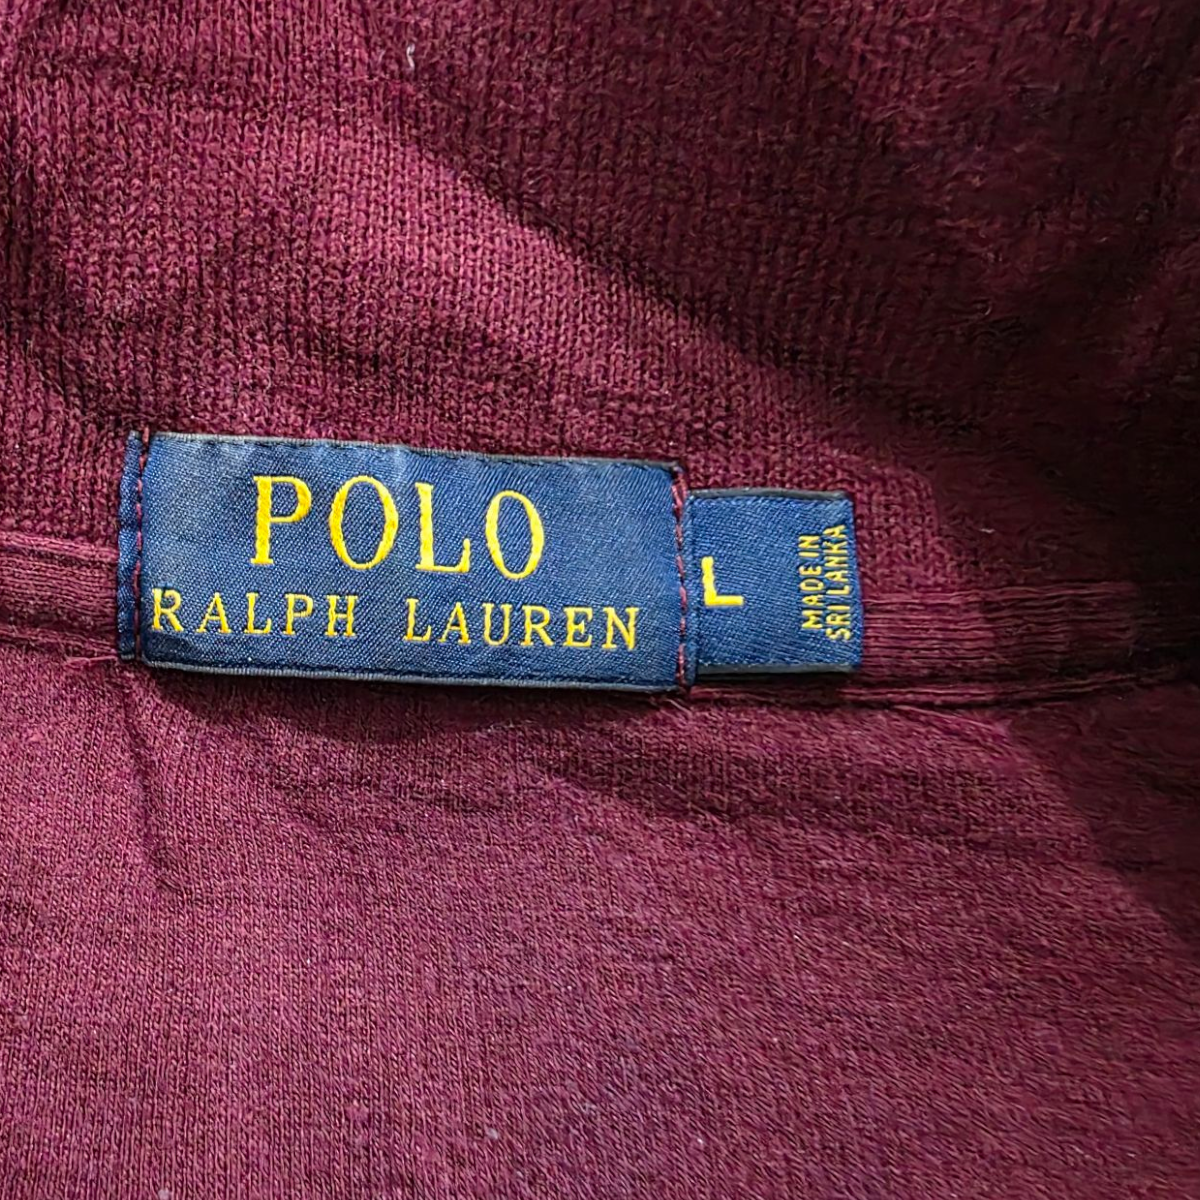 POLO
RALPH LAUREN
L
MADE IN
SRI LANKA